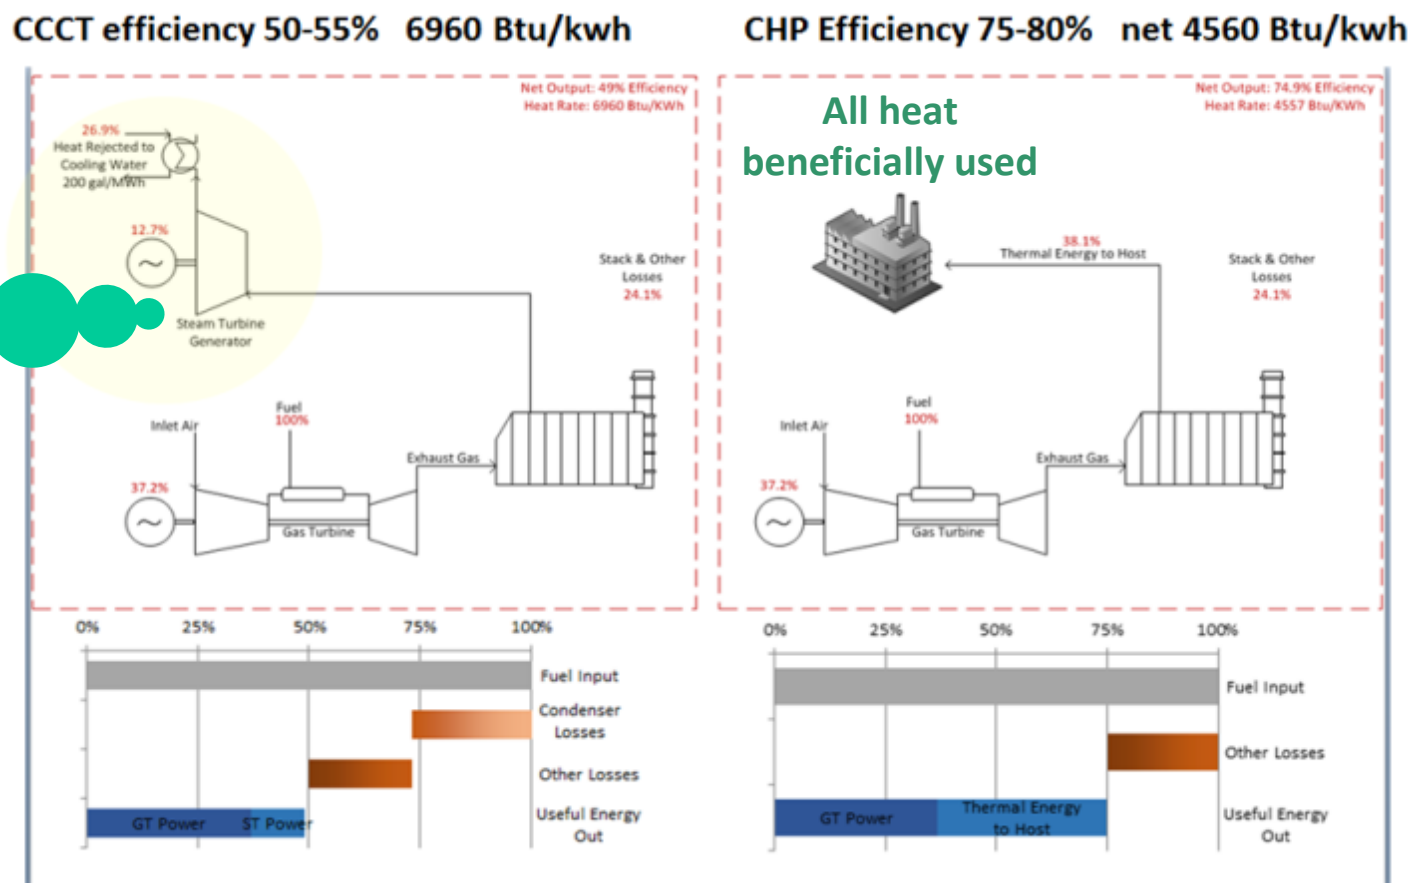 CCCT efficiency 50-55% 6960 Btu/kwh
CHP Efficiency 75-80% net 4560 Btu/kwh
Net Output: 49% Efficiency
Heat Rate: 6960 Btu/KWh
26.9%
Heat Rejected to
Cooling Water
200 gal/MWh
12.7%
Steam Turbine
Generator
Stack & Other
Losses
24.1%
Fuel
100%
Inlet Air
Exhaust Gas
37.2%
Gas Turbine
Net Output: 74.9% Efficiency
Heat Rate: 4557 Btu/KWh
All heat
beneficially used
38.1%
Thermal Energy to Host
Stack & Other
Losses
24.1%
Fuel
100%
Inlet Air
Exhaust Gas
37.2%
Gas Turbine
0% 25% 50% 75% 100%
Fuel Input
Condenser
Losses
Other Losses
GT Power ST Power
Useful Energy
Out
0% 25% 50% 75% 100%
Fuel Input
Other Losses
GT Power
Thermal Energy
to Host
Useful Energy
Out